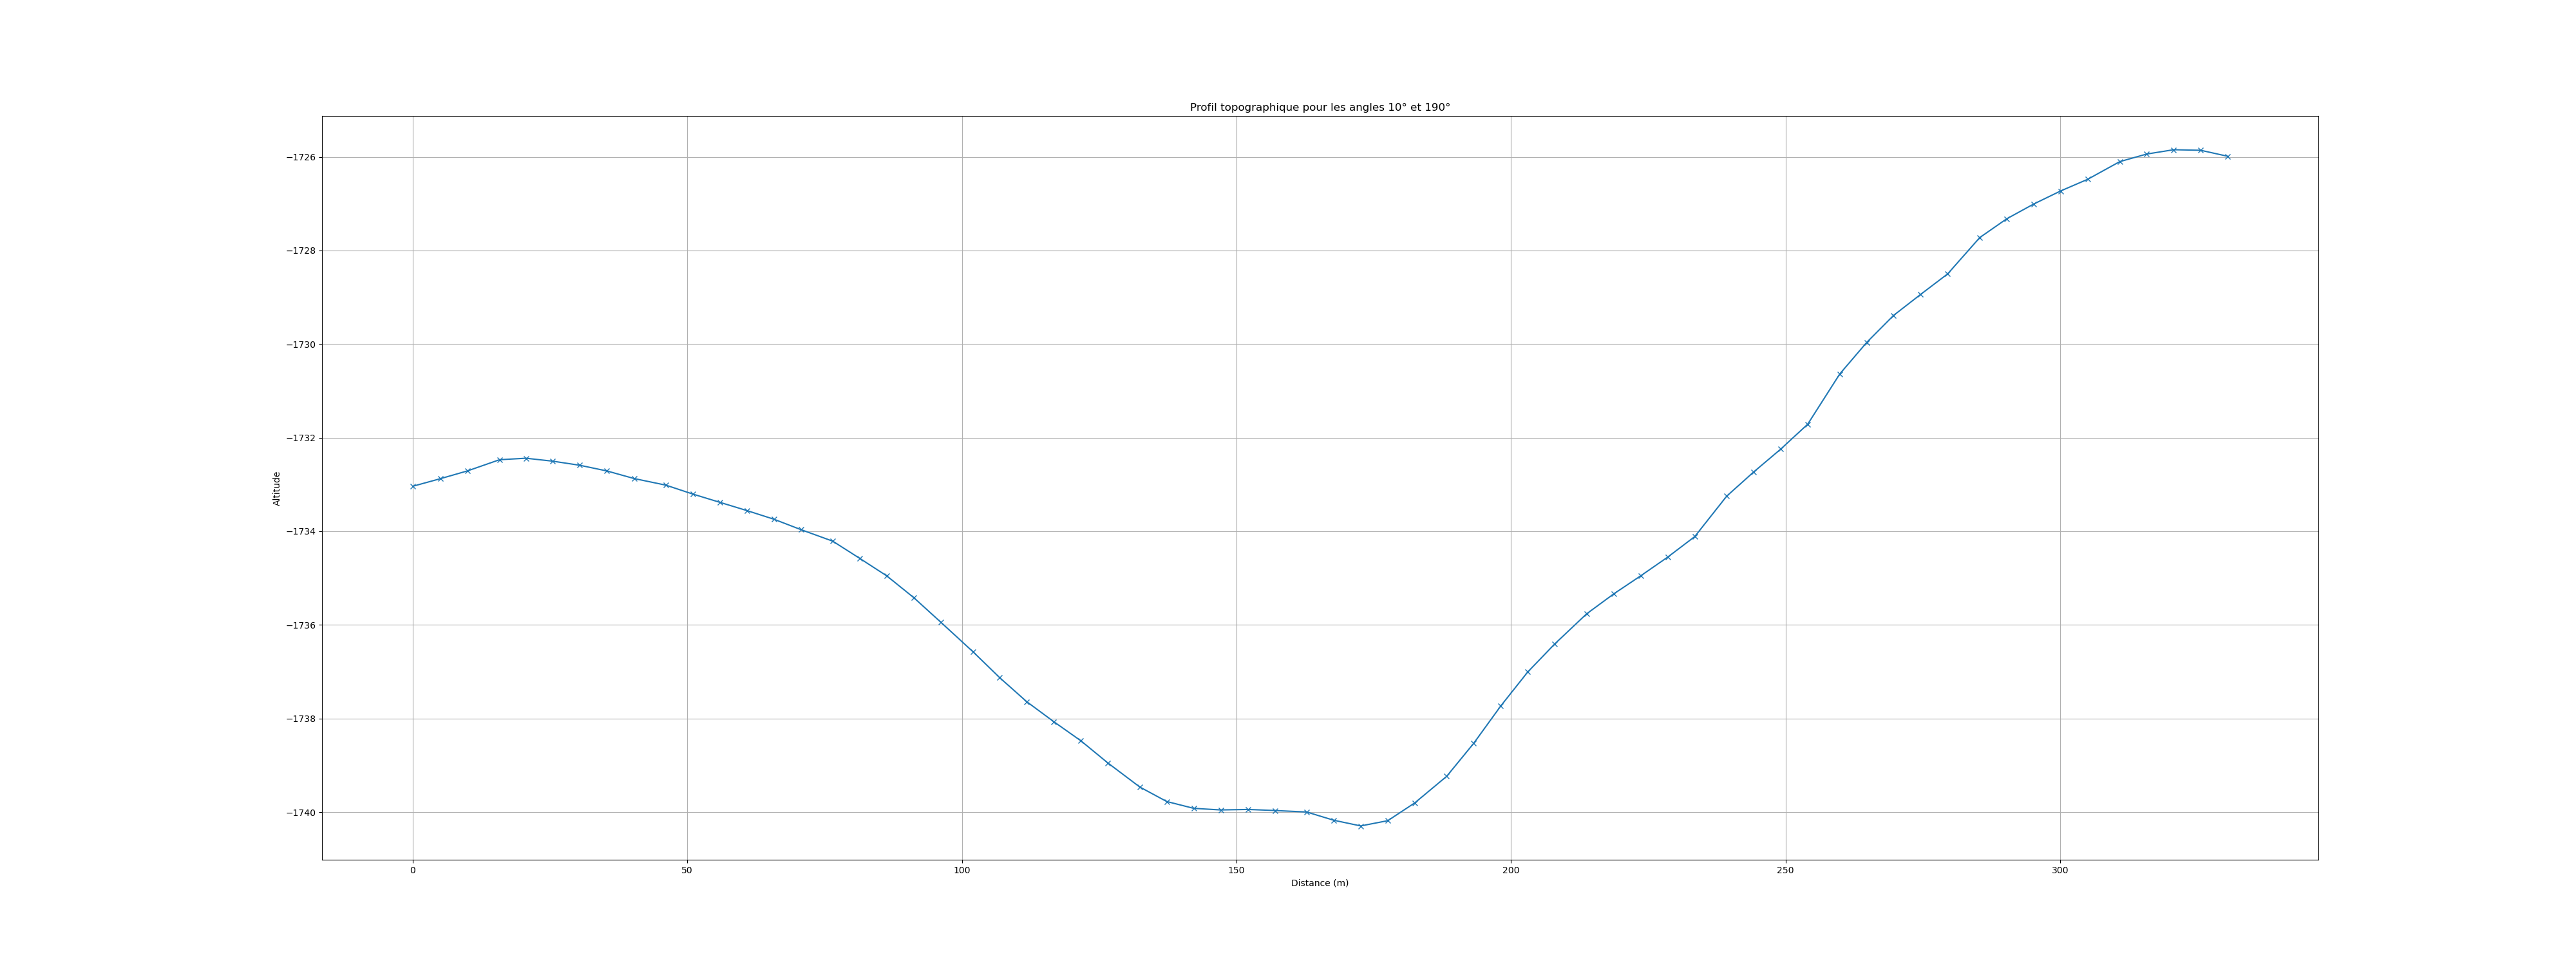 Profil topographique pour les angles 10° et 190°
−1726
−1728
−1730
−1732
−1734
−1736
−1738
−1740
Altitude
0 50 100 150 200 250 300
Distance (m)